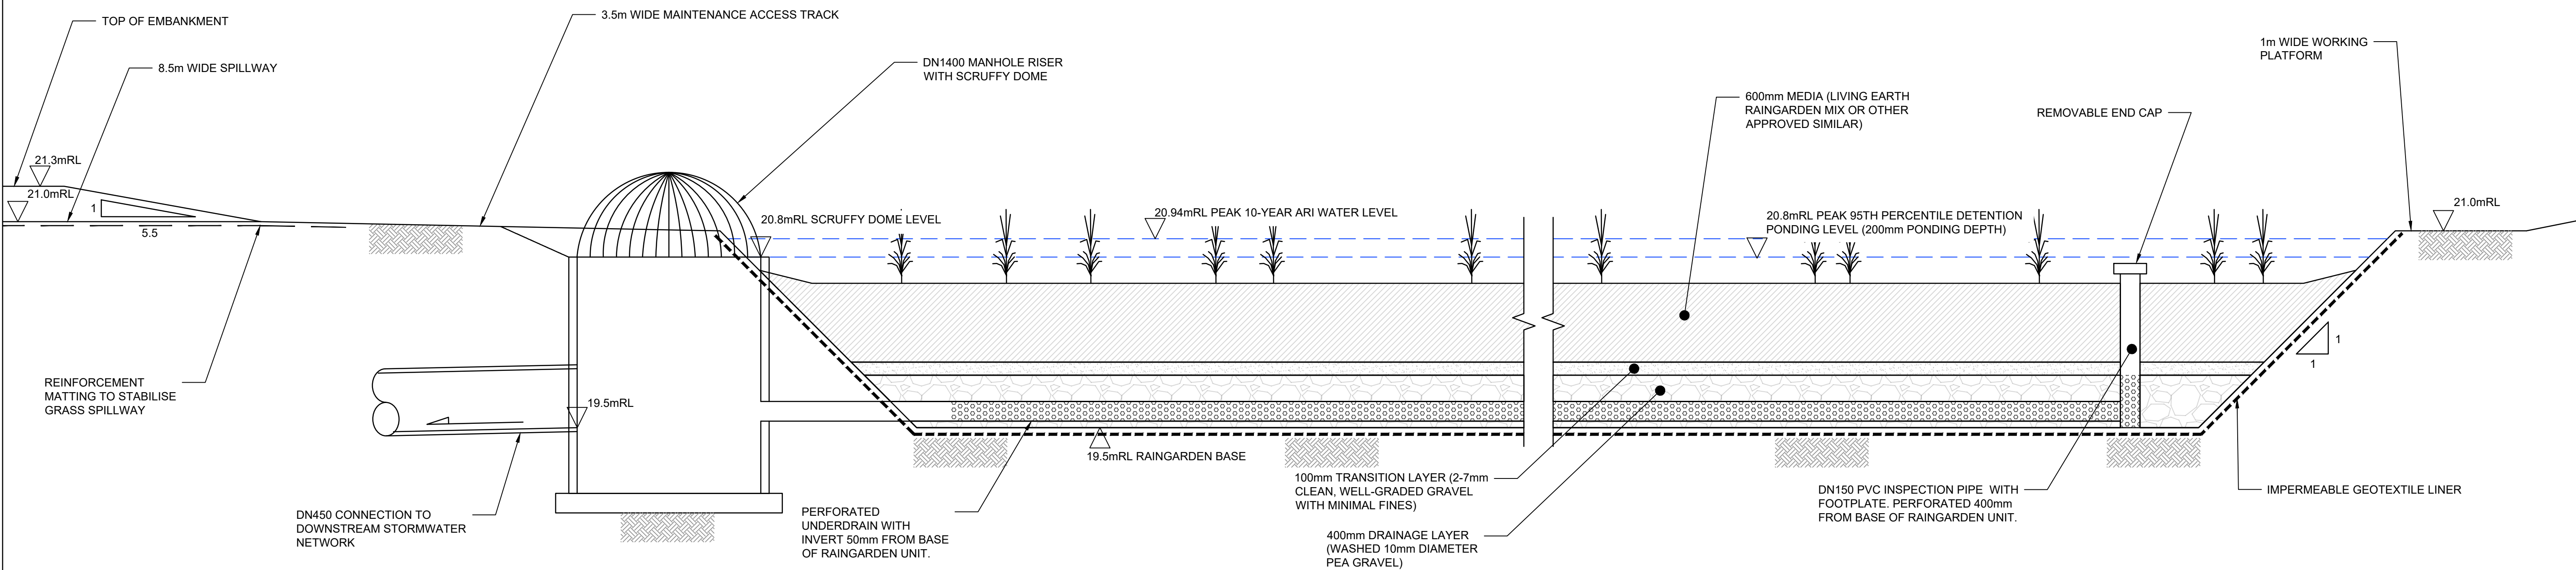 TOP OF EMBANKMENT
8.5m WIDE SPILLWAY
3.5m WIDE MAINTENANCE ACCESS TRACK
DN1400 MANHOLE RISER
WITH SCRUFFY DOME
600mm MEDIA (LIVING EARTH
RAINGARDEN MIX OR OTHER
APPROVED SIMILAR)
REMOVABLE END CAP
1m WIDE WORKING
PLATFORM
21.3mRL
21.0mRL
1
5.5
20.8mRL SCRUFFY DOME LEVEL
20.94mRL PEAK 10-YEAR ARI WATER LEVEL
20.8mRL PEAK 95TH PERCENTILE DETENTION
PONDING LEVEL (200mm PONDING DEPTH)
21.0mRL
1
1
REINFORCEMENT
MATTING TO STABILISE
GRASS SPILLWAY
19.5mRL
19.5mRL RAINGARDEN BASE
DN450 CONNECTION TO
DOWNSTREAM STORMWATER
NETWORK
PERFORATED
UNDERDRAIN WITH
INVERT 50mm FROM BASE
OF RAINGARDEN UNIT.
100mm TRANSITION LAYER (2-7mm
CLEAN, WELL-GRADED GRAVEL
WITH MINIMAL FINES)
400mm DRAINAGE LAYER
(WASHED 10mm DIAMETER
PEA GRAVEL)
DN150 PVC INSPECTION PIPE WITH
FOOTPLATE. PERFORATED 400mm
FROM BASE OF RAINGARDEN UNIT.
IMPERMEABLE GEOTEXTILE LINER